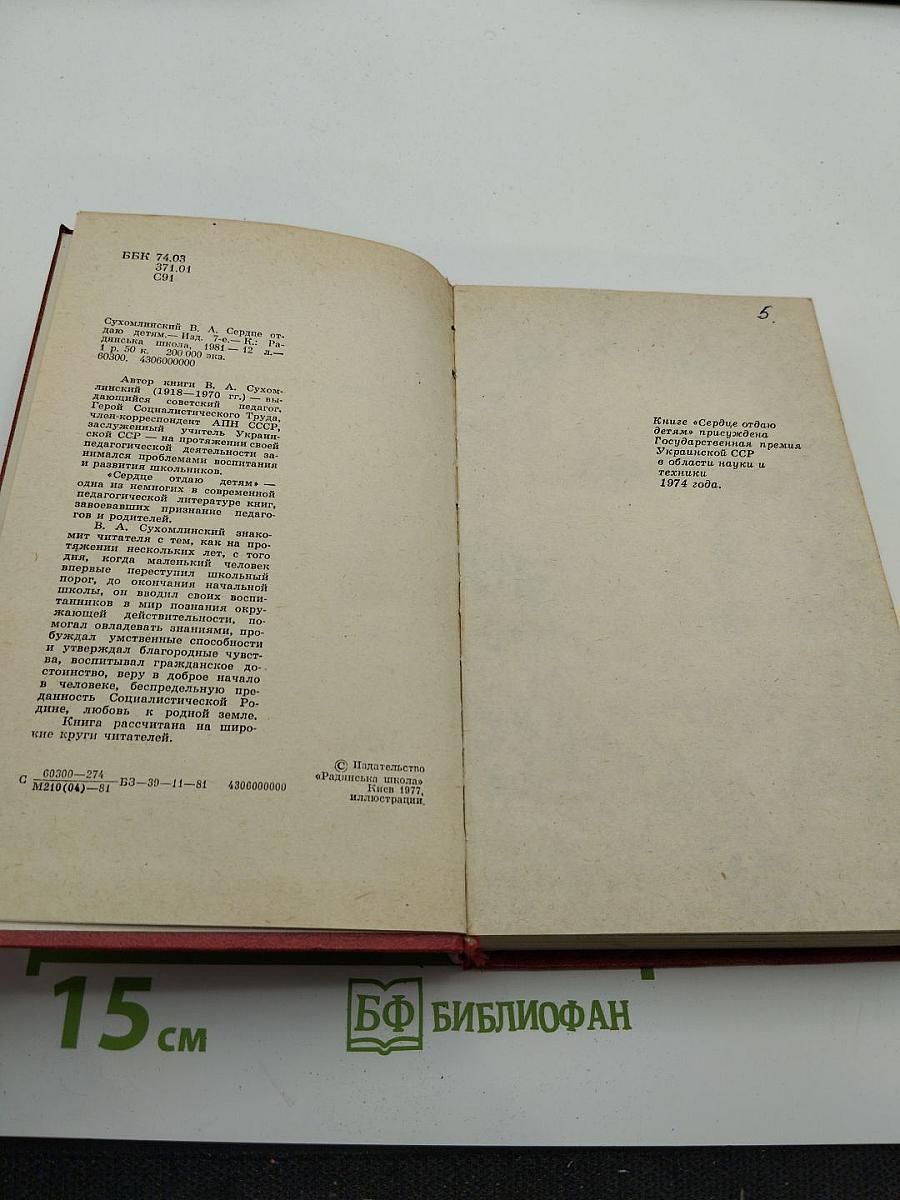 ББК 74.03
371.01
С91
Сухомлинский В. А. Сердце от-
даю детям.— Изд. 7-е.— К.: Ра-
дянська школа, 1981 — 12 л.—
1 р. 50 к. 200 000 экз.
60300. 4306000000
Автор книги В. А. Сухом-
линский (1918—1970 гг.) — вы-
дающийся советский педагог,
Герой Социалистического Труда,
член-корреспондент АПН СССР,
заслуженный учитель Украин-
ской ССР — на протяжении своей
педагогической деятельности за-
нимался проблемами воспитания
и развития школьников.
«Сердце отдаю детям» —
одна из немногих в современной
педагогической литературе книг,
завоевавших признание педаго-
гов и родителей.
В. А. Сухомлинский знако-
мит читателя с тем, как на про-
тяжении нескольких лет, с того
дня, когда маленький человек
впервые переступил школьный
порог, до окончания начальной
школы, он вводил своих воспи-
танников в мир познания окру-
жающей действительности, по-
могал овладевать знаниями, про-
буждал умственные способности
и утверждал благородные чувст-
ва, воспитывал гражданское до-
стоинство, веру в доброе начало
в человеке, беспредельную пре-
данность Социалистической Ро-
дине, любовь к родной земле.
Книга рассчитана на широ-
кие круги читателей.
С 60300—274
М210(04)—81 БЗ—39—11—81 4306000000
© Издательство
«Радянська школа»
Киев 1977,
иллюстрации.
5.
Книге «Сердце отдаю
детям» присуждена
Государственная премия
Украинской ССР
в области науки и
техники
1974 года.
15 см
БФ БИБЛИОФАН